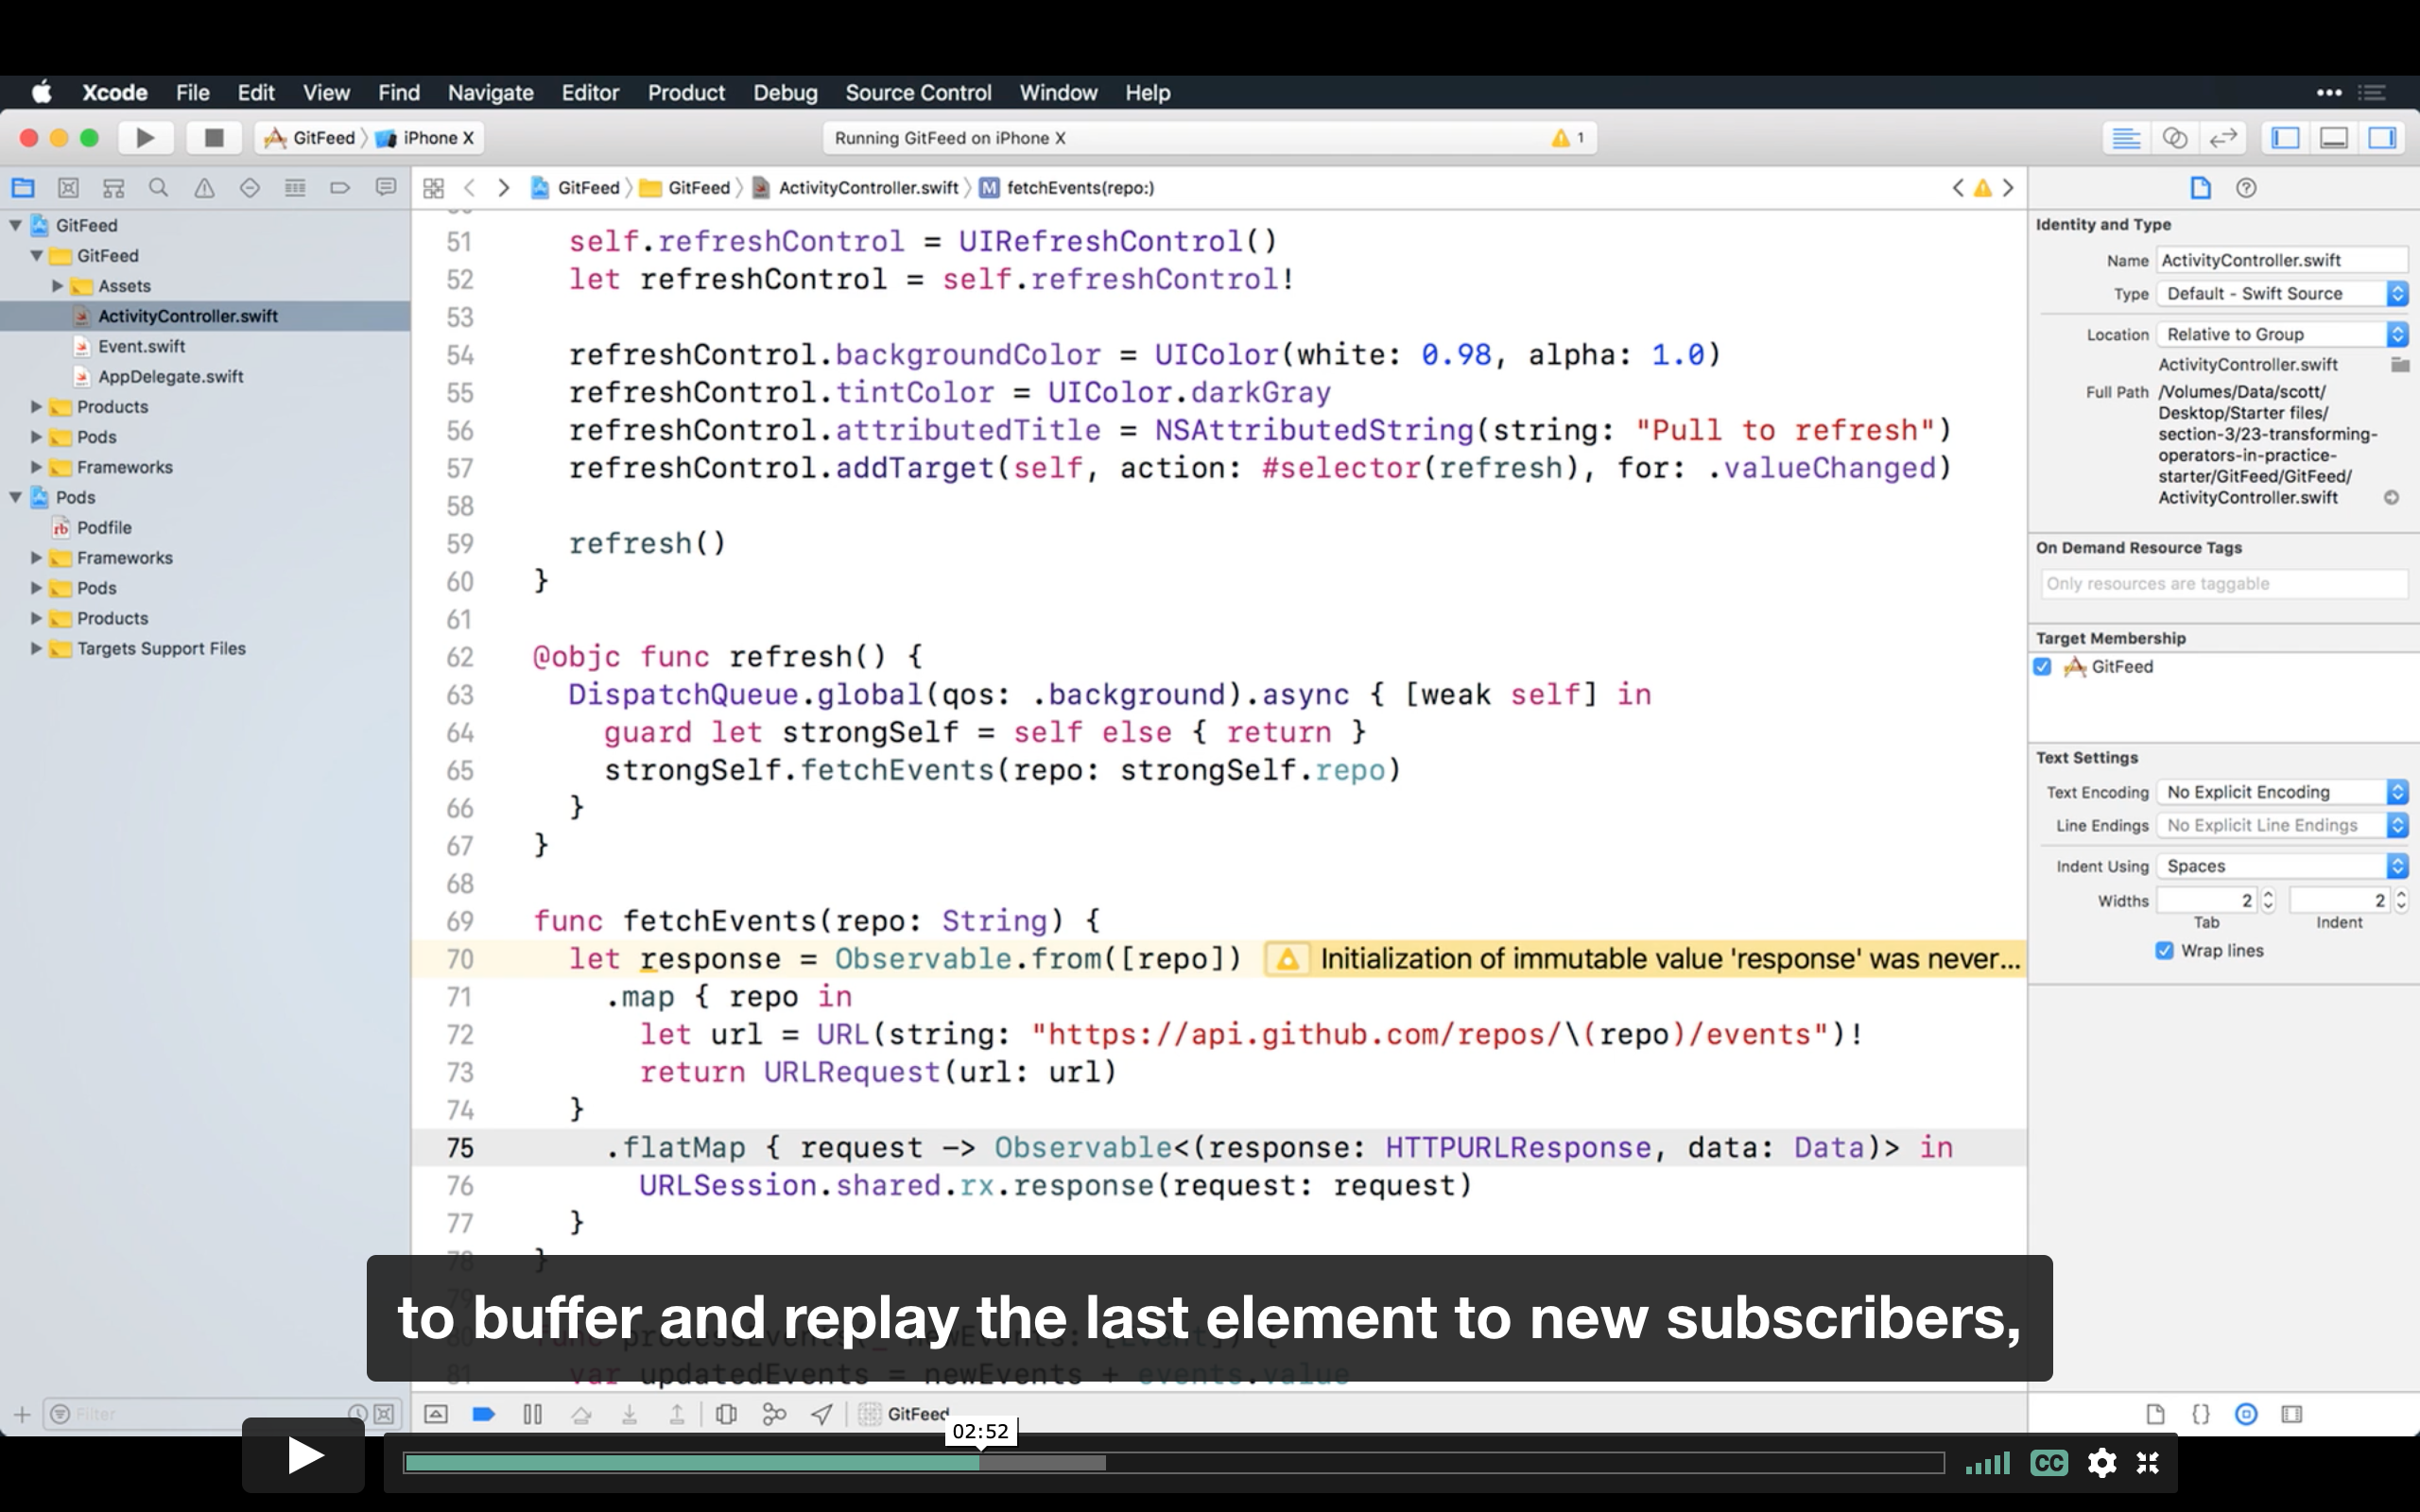 Xcode File Edit View Find Navigate Editor Product Debug Source Control Window Help
GitFeed iPhone X
Running GitFeed on iPhone X
1
GitFeed
GitFeed
Assets
ActivityController.swift
Event.swift
AppDelegate.swift
Products
Pods
Frameworks
Pods
Podfile
Frameworks
Pods
Products
Targets Support Files
Filter
GitFeed GitFeed ActivityController.swift M fetchEvents(repo:)
51 self.refreshControl = UIRefreshControl()
52 let refreshControl = self.refreshControl!
53
54 refreshControl.backgroundColor = UIColor(white: 0.98, alpha: 1.0)
55 refreshControl.tintColor = UIColor.darkGray
56 refreshControl.attributedTitle = NSAttributedString(string: "Pull to refresh")
57 refreshControl.addTarget(self, action: #selector(refresh), for: .valueChanged)
58
59 refresh()
60 }
61
62 @objc func refresh() {
63 DispatchQueue.global(qos: .background).async { [weak self] in
64 guard let strongSelf = self else { return }
65 strongSelf.fetchEvents(repo: strongSelf.repo)
66 }
67 }
68
69 func fetchEvents(repo: String) {
70 let response = Observable.from([repo]) Initialization of immutable value 'response' was never...
71 .map { repo in
72 let url = URL(string: "https://api.github.com/repos/\(repo)/events")!
73 return URLRequest(url: url)
74 }
75 .flatMap { request -> Observable<(response: HTTPURLResponse, data: Data)> in
76 URLSession.shared.rx.response(request: request)
77 }
78 }
79
80 func processEvents(_ newEvents: [Event]) {
81 var updatedEvents = newEvents + events.value
to buffer and replay the last element to new subscribers,
GitFeed
02:52
CC
Identity and Type
Name ActivityController.swift
Type Default - Swift Source
Location Relative to Group
ActivityController.swift
Full Path /Volumes/Data/scott/
Desktop/Starter files/
section-3/23-transforming-
operators-in-practice-
starter/GitFeed/GitFeed/
ActivityController.swift
On Demand Resource Tags
Only resources are taggable
Target Membership
GitFeed
Text Settings
Text Encoding No Explicit Encoding
Line Endings No Explicit Line Endings
Indent Using Spaces
Widths 2 2
Tab Indent
Wrap lines